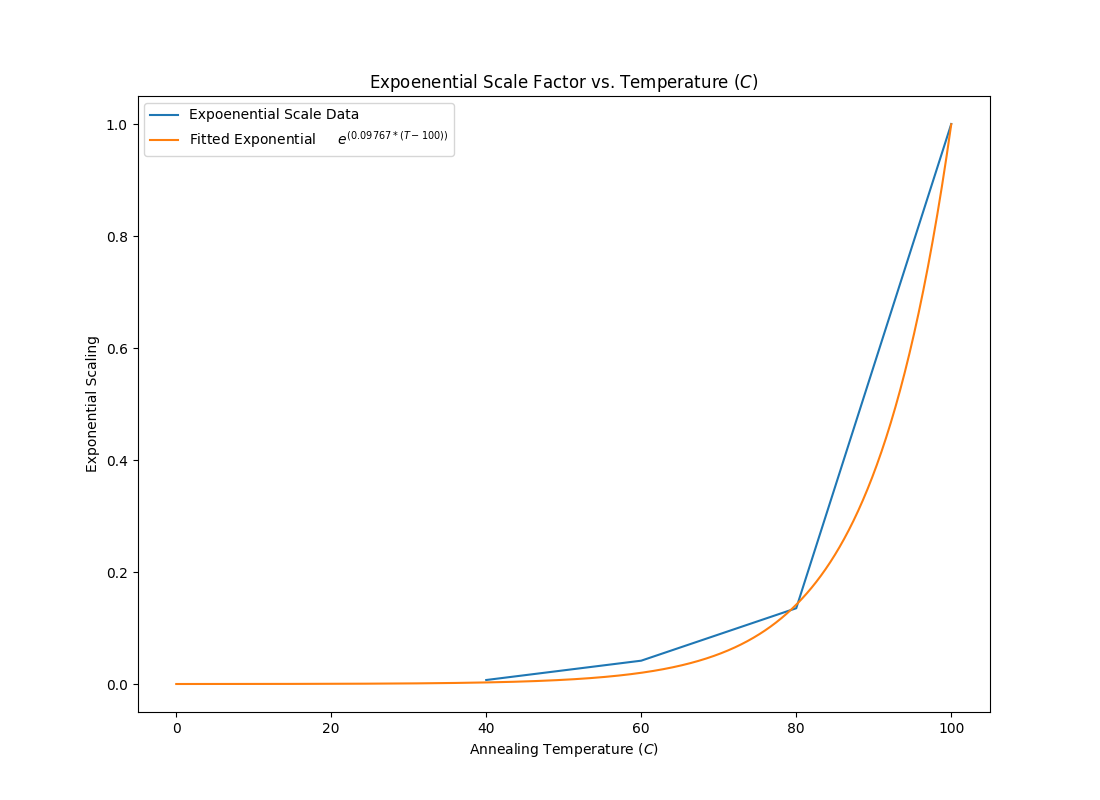 Expoenential Scale Factor vs. Temperature (C)
Expoenential Scale Data
Fitted Exponential e^(0.09767*(T−100))
1.0
0.8
0.6
0.4
0.2
0.0
Exponential Scaling
0 20 40 60 80 100
Annealing Temperature (C)